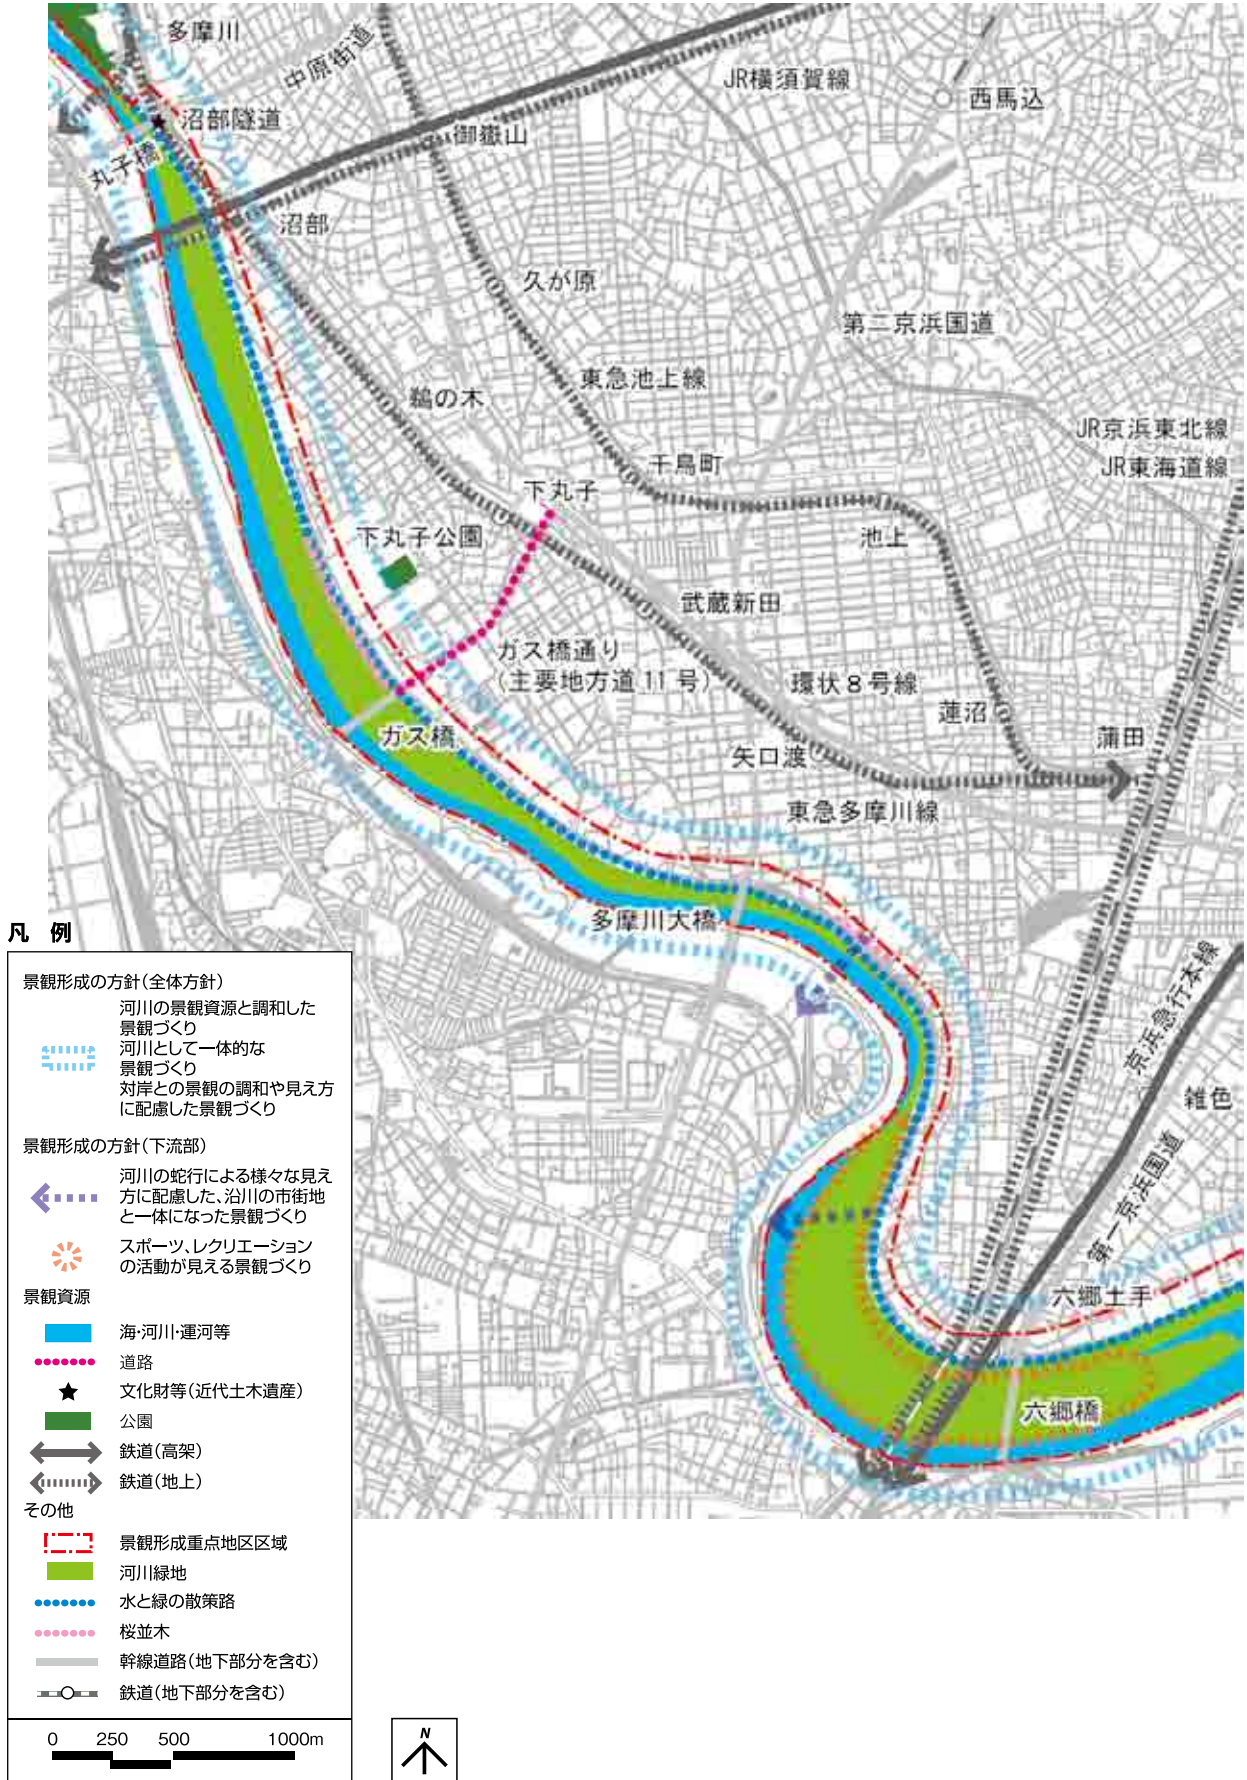 多摩川
中原街道
JR横須賀線
西馬込
沼部隧道
御嶽山
丸子橋
沼部
久が原
第二京浜国道
東急池上線
鵜の木
JR京浜東北線
JR東海道線
千鳥町
下丸子
下丸子公園
池上
武蔵新田
ガス橋通り
(主要地方道 11 号)
環状 8 号線
蓮沼
ガス橋
蒲田
矢口渡
東急多摩川線
多摩川大橋
京浜急行本線
雑色
第一京浜国道
六郷土手
六郷橋
凡 例
景観形成の方針(全体方針)
河川の景観資源と調和した
景観づくり
河川として一体的な
景観づくり
対岸との景観の調和や見え方
に配慮した景観づくり
景観形成の方針(下流部)
河川の蛇行による様々な見え
方に配慮した、沿川の市街地
と一体になった景観づくり
スポーツ、レクリエーション
の活動が見える景観づくり
景観資源
海・河川・運河等
道路
文化財等(近代土木遺産)
公園
鉄道(高架)
鉄道(地上)
その他
景観形成重点地区区域
河川緑地
水と緑の散策路
桜並木
幹線道路(地下部分を含む)
鉄道(地下部分を含む)
0 250 500 1000m
N